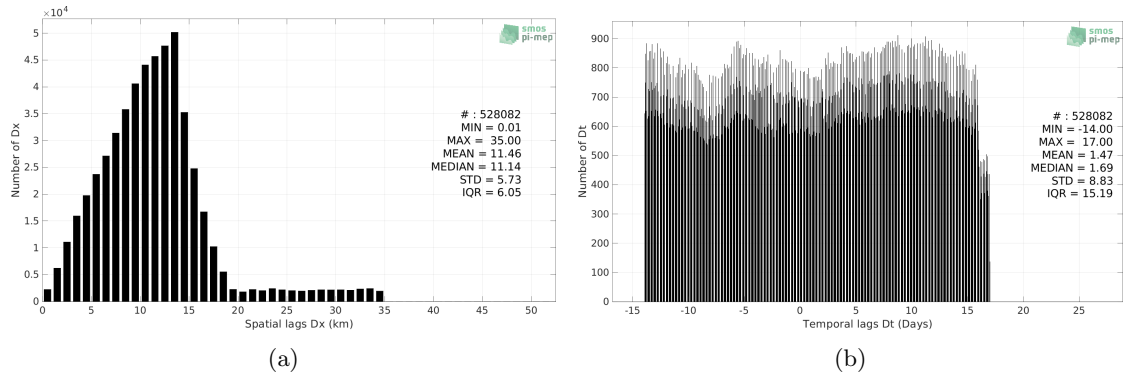 ×10⁴
5
4.5
4
3.5
3
2.5
2
1.5
1
0.5
0
Number of Dx
0 5 10 15 20 25 30 35 40 45 50
Spatial lags Dx (km)
smos
pi-mep
# : 528082
MIN = 0.01
MAX = 35.00
MEAN = 11.46
MEDIAN = 11.14
STD = 5.73
IQR = 6.05
(a)
900
800
700
600
500
400
300
200
100
0
Number of Dt
-15 -10 -5 0 5 10 15 20 25
Temporal lags Dt (Days)
smos
pi-mep
# : 528082
MIN = -14.00
MAX = 17.00
MEAN = 1.47
MEDIAN = 1.69
STD = 8.83
IQR = 15.19
(b)